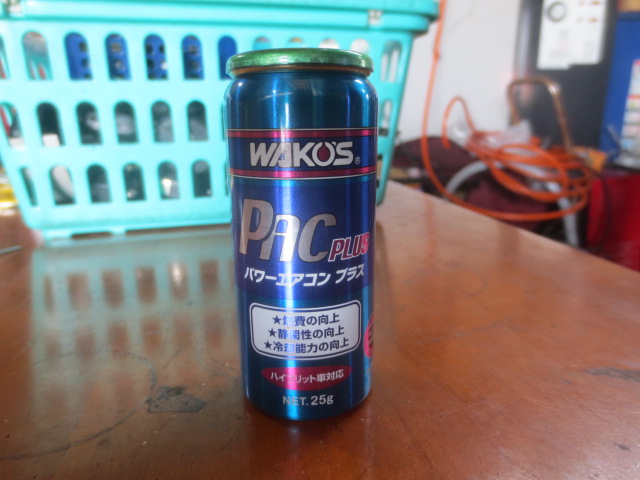 WAKO'S®
PAC PLUS
パワーエアコン プラス
★燃費の向上
★静閑性の向上
★冷却能力の向上
ハイブリット車対応
NET. 25g